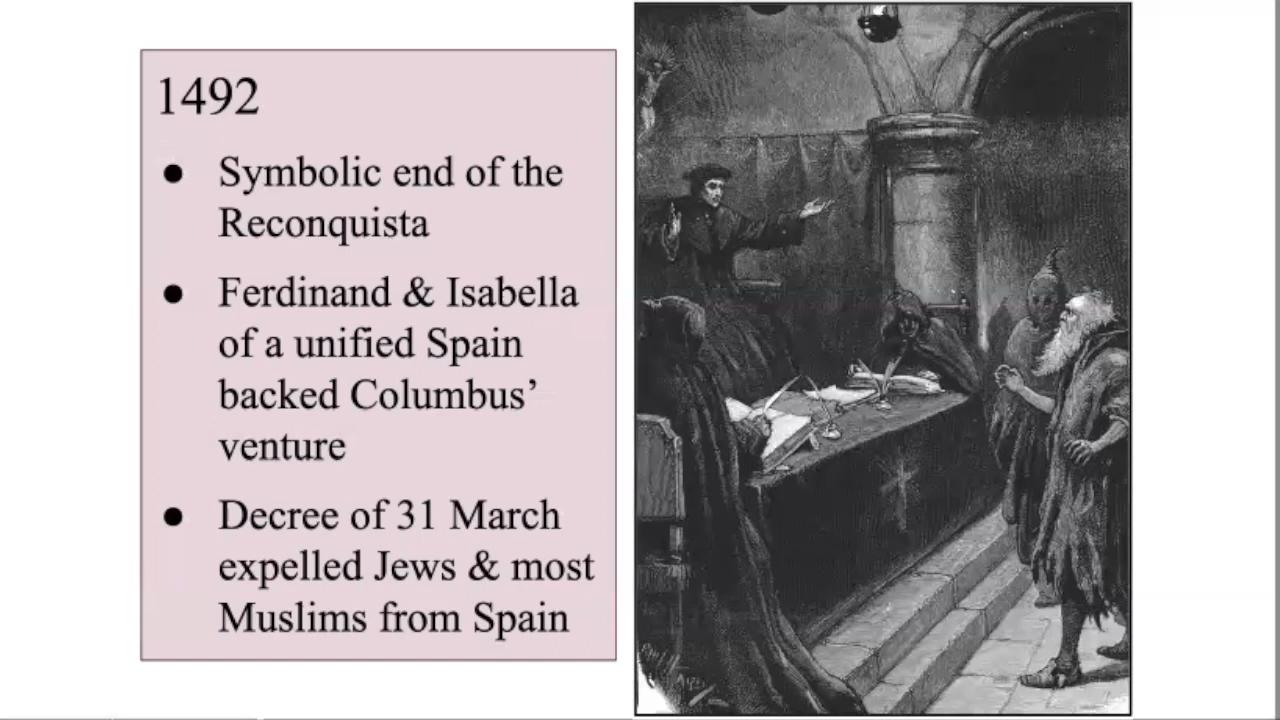 1492
● Symbolic end of the
Reconquista
● Ferdinand & Isabella
of a unified Spain
backed Columbus’
venture
● Decree of 31 March
expelled Jews & most
Muslims from Spain